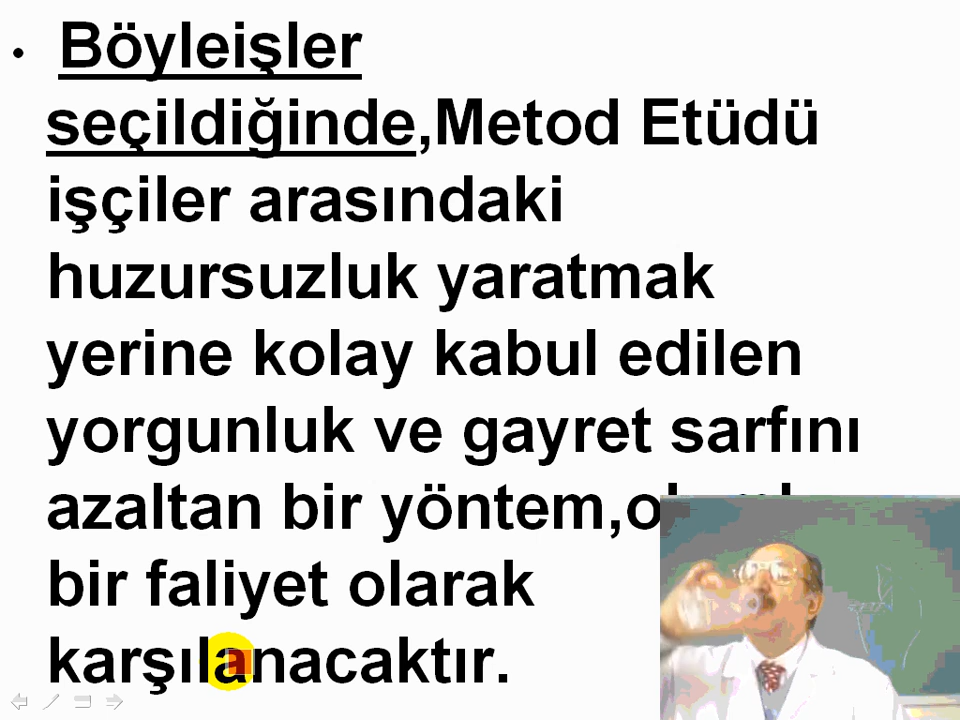 • Böyleişler
seçildiğinde,Metod Etüdü
işçiler arasındaki
huzursuzluk yaratmak
yerine kolay kabul edilen
yorgunluk ve gayret sarfını
azaltan bir yöntem,
bir faliyet olarak
karşılanacaktır.